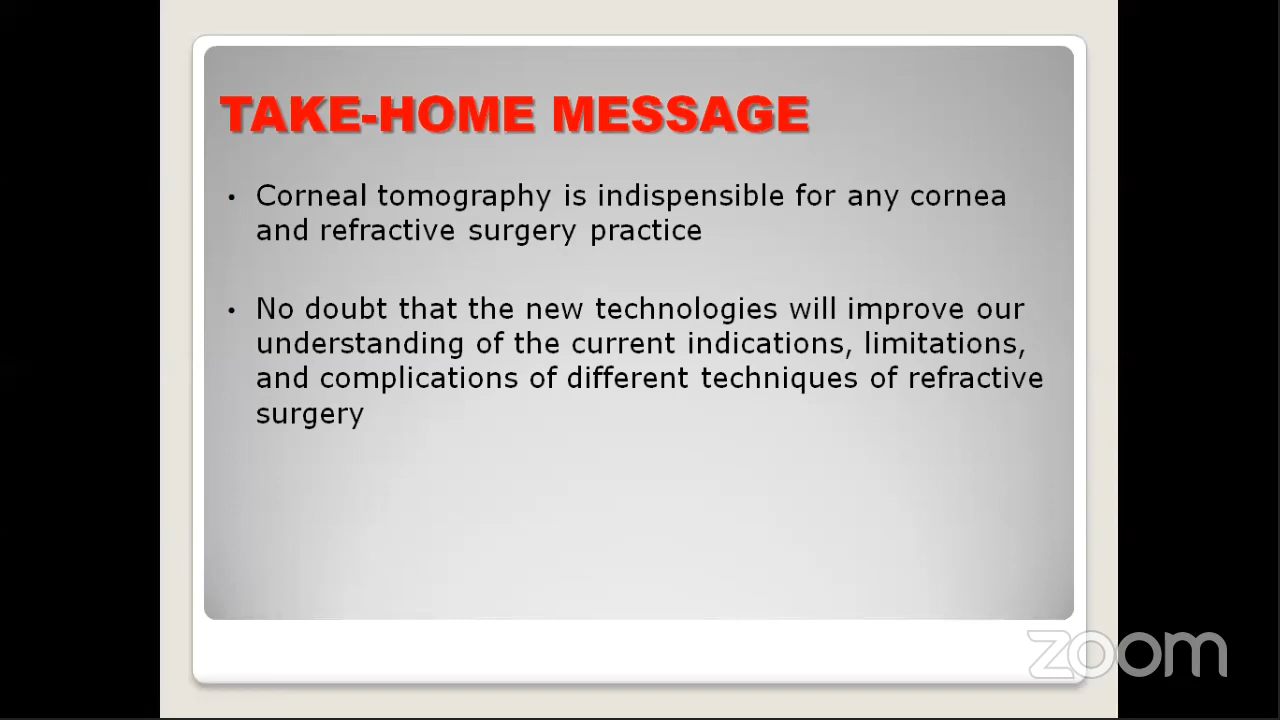 TAKE-HOME MESSAGE
• Corneal tomography is indispensible for any cornea
and refractive surgery practice
• No doubt that the new technologies will improve our
understanding of the current indications, limitations,
and complications of different techniques of refractive
surgery
zoom